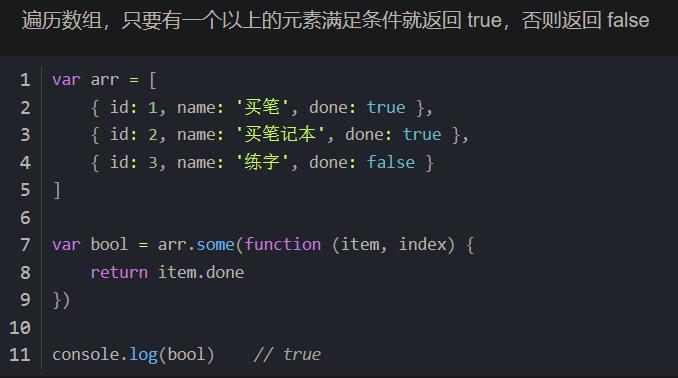 遍历数组，只要有一个以上的元素满足条件就返回 true，否则返回 false
1 var arr = [
2     { id: 1, name: '买笔', done: true },
3     { id: 2, name: '买笔记本', done: true },
4     { id: 3, name: '练字', done: false }
5 ]
6
7 var bool = arr.some(function (item, index) {
8     return item.done
9 })
10
11 console.log(bool)    // true